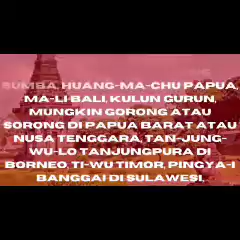 SUMBA, HUANG-MA-CHU PAPUA,
MA-LI BALI, KULUN GURUN,
MUNGKIN GORONG ATAU
SORONG DI PAPUA BARAT ATAU
NUSA TENGGARA, TAN-JUNG-
WU-LO TANJUNGPURA DI
BORNEO, TI-WU TIMOR, PINGYA-I
BANGGAI DI SULAWESI,